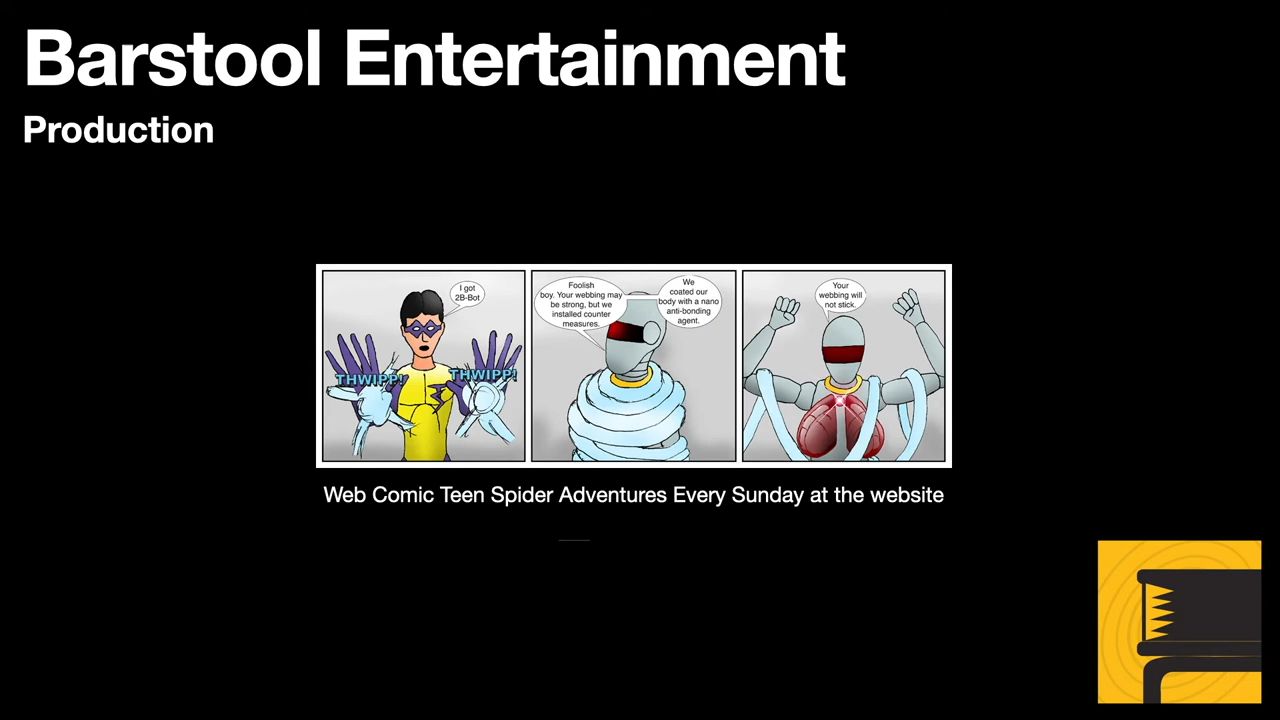 Barstool Entertainment
Production
I got
2B-Bot
THWIPP!
THWIPP!
Foolish
boy. Your webbing may
be strong, but we
installed counter
measures.
We
coated our
body with a nano
anti-bonding
agent.
Your
webbing will
not stick.
Web Comic Teen Spider Adventures Every Sunday at the website